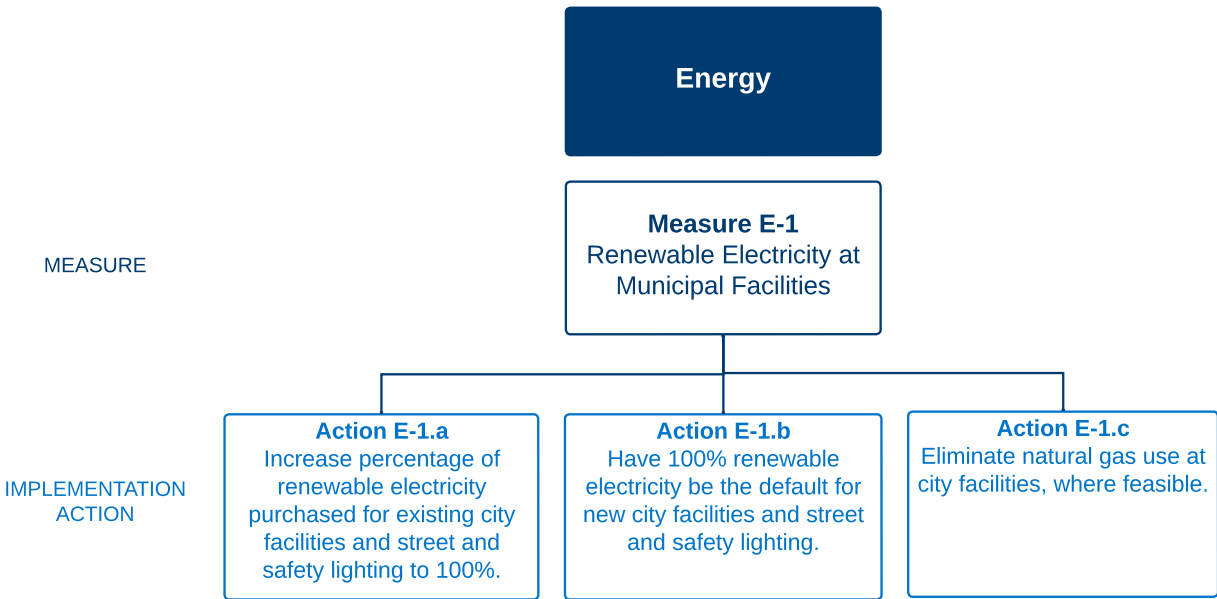 Energy
MEASURE
Measure E-1
Renewable Electricity at
Municipal Facilities
IMPLEMENTATION
ACTION
Action E-1.a
Increase percentage of
renewable electricity
purchased for existing city
facilities and street and
safety lighting to 100%.
Action E-1.b
Have 100% renewable
electricity be the default for
new city facilities and street
and safety lighting.
Action E-1.c
Eliminate natural gas use at
city facilities, where feasible.